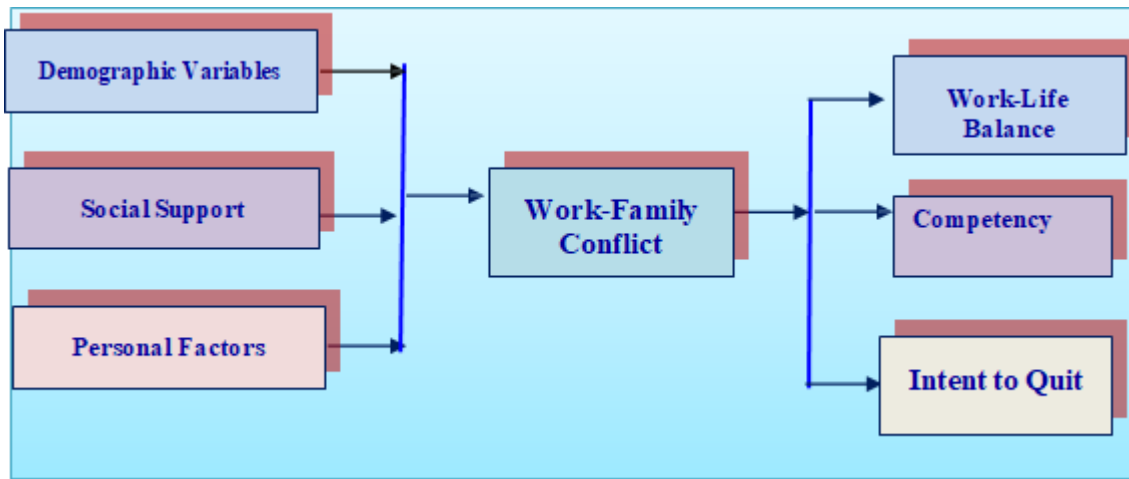 Demographic Variables
Social Support
Personal Factors
Work-Family
Conflict
Work-Life
Balance
Competency
Intent to Quit